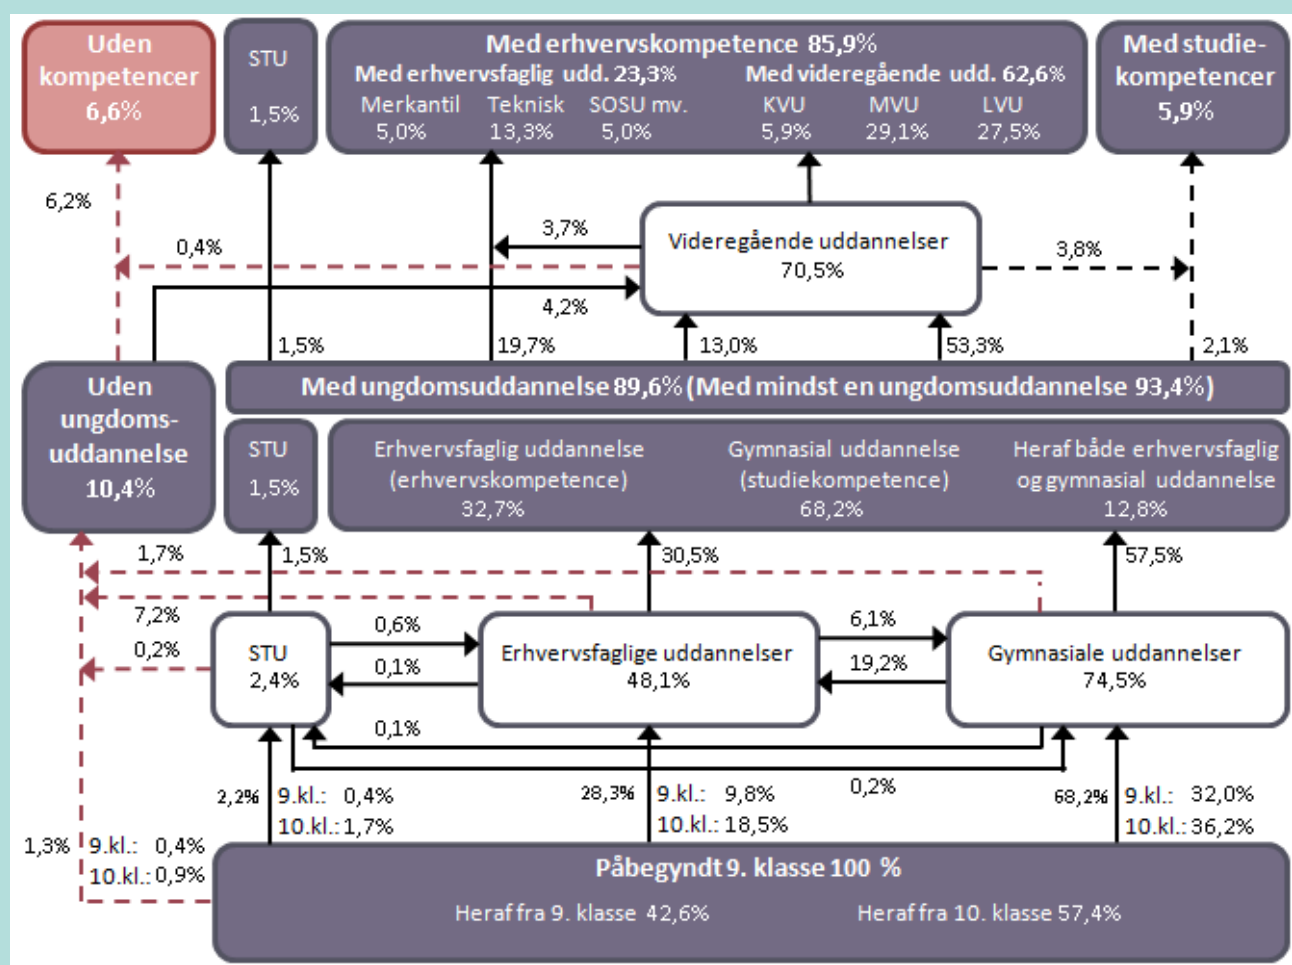 Uden
kompetencer
6,6%
STU
1,5%
Med erhvervskompetence 85,9%
Med erhvervsfaglig udd. 23,3%
Med videregående udd. 62,6%
Merkantil Teknisk SOSU mv. KVU MVU LVU
5,0% 13,3% 5,0% 5,9% 29,1% 27,5%
Med studie-
kompetencer
5,9%
6,2%
0,4%
3,7%
Videregående uddannelser
70,5%
3,8%
4,2%
1,5%
19,7%
13,0%
53,3%
2,1%
Uden
ungdoms-
uddannelse
10,4%
Med ungdomsuddannelse 89,6% (Med mindst en ungdomsuddannelse 93,4%)
STU
1,5%
Erhvervsfaglig uddannelse
(erhvervskompetence)
32,7%
Gymnasial uddannelse
(studiekompetence)
68,2%
Heraf både erhvervsfaglig
og gymnasial uddannelse
12,8%
1,7%
1,5%
30,5%
57,5%
7,2%
0,2%
STU
2,4%
0,6%
0,1%
Erhvervsfaglige uddannelser
48,1%
6,1%
19,2%
Gymnasiale uddannelser
74,5%
0,1%
0,2%
2,2%
9.kl.: 0,4%
10.kl.: 1,7%
28,3%
9.kl.: 9,8%
10.kl.: 18,5%
68,2%
9.kl.: 32,0%
10.kl.: 36,2%
1,3%
9.kl.: 0,4%
10.kl.: 0,9%
Påbegyndt 9. klasse 100 %
Heraf fra 9. klasse 42,6%
Heraf fra 10. klasse 57,4%